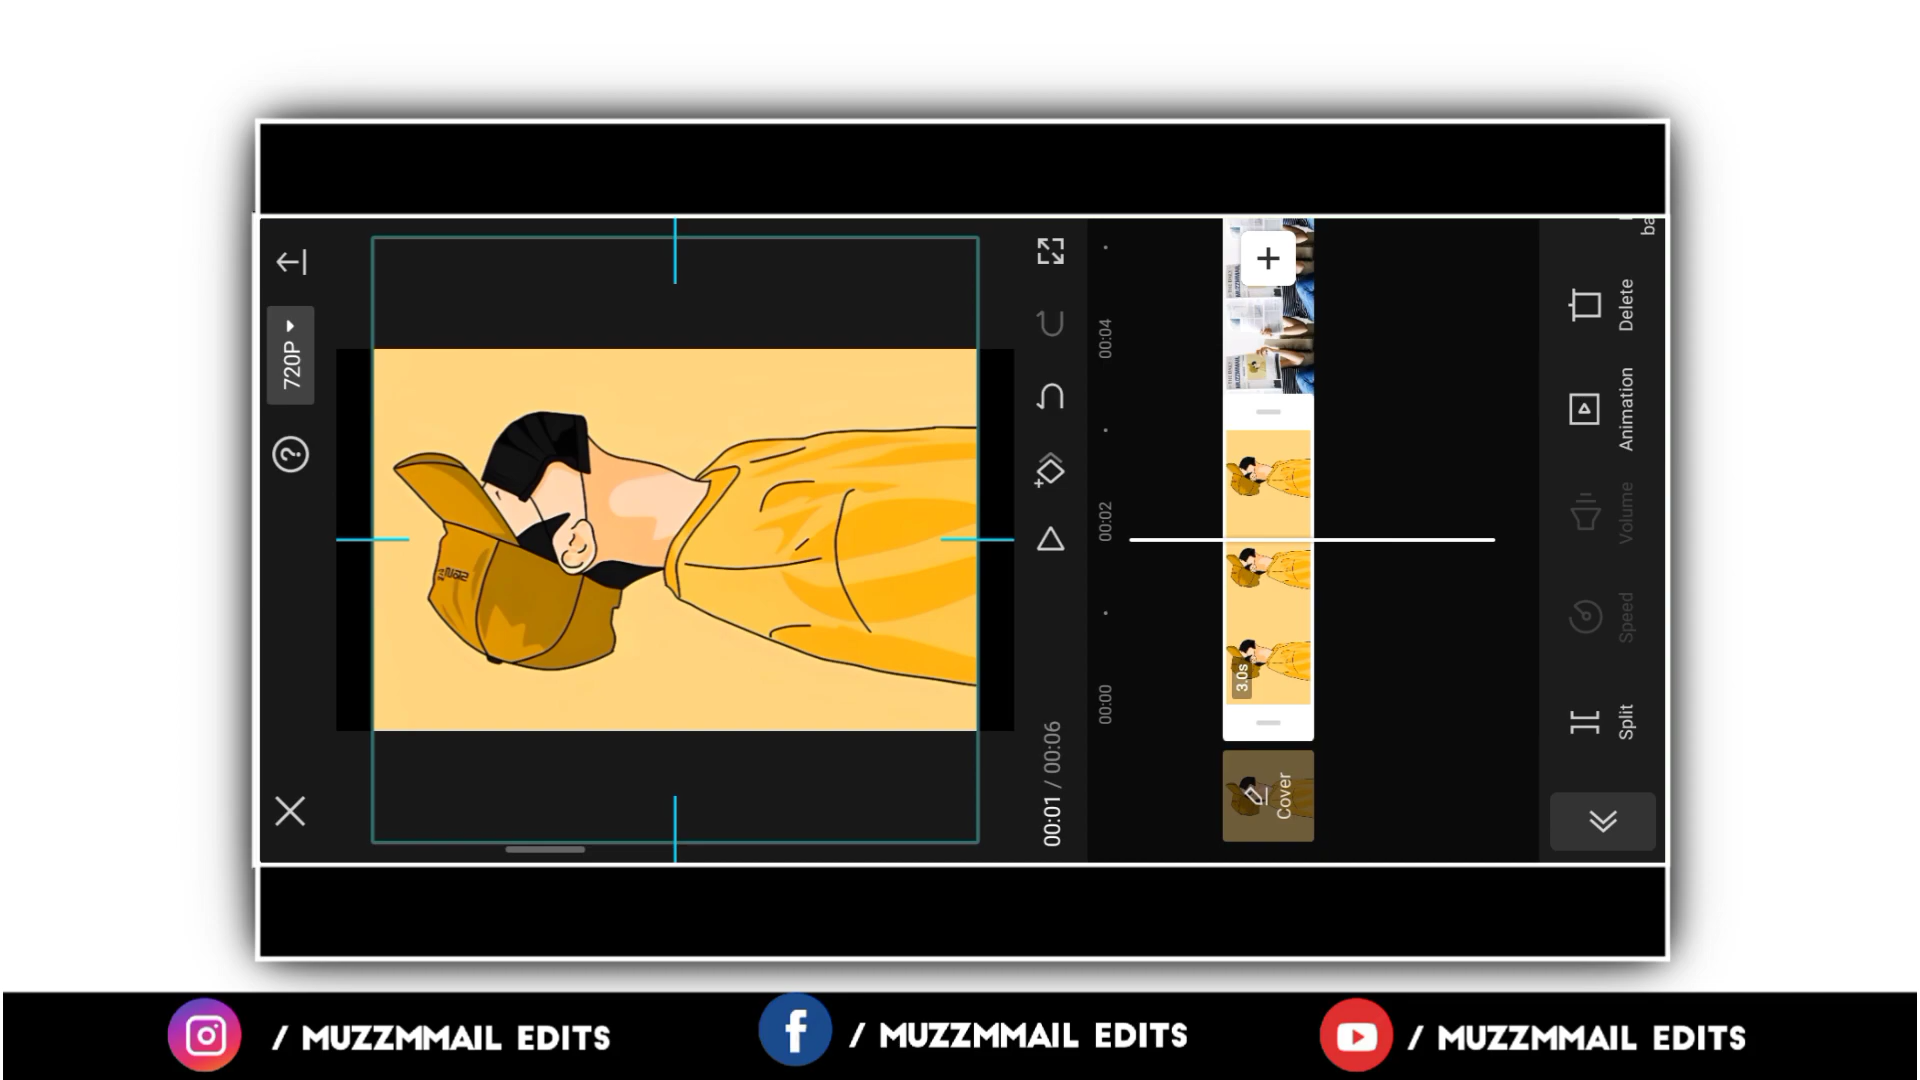 720P
00:01 / 00:06
00:00
00:02
00:04
3.0s
Cover
Split
Speed
Volume
Animation
Delete
ba
/ MUZZMMAIL EDITS
/ MUZZMMAIL EDITS
/ MUZZMMAIL EDITS